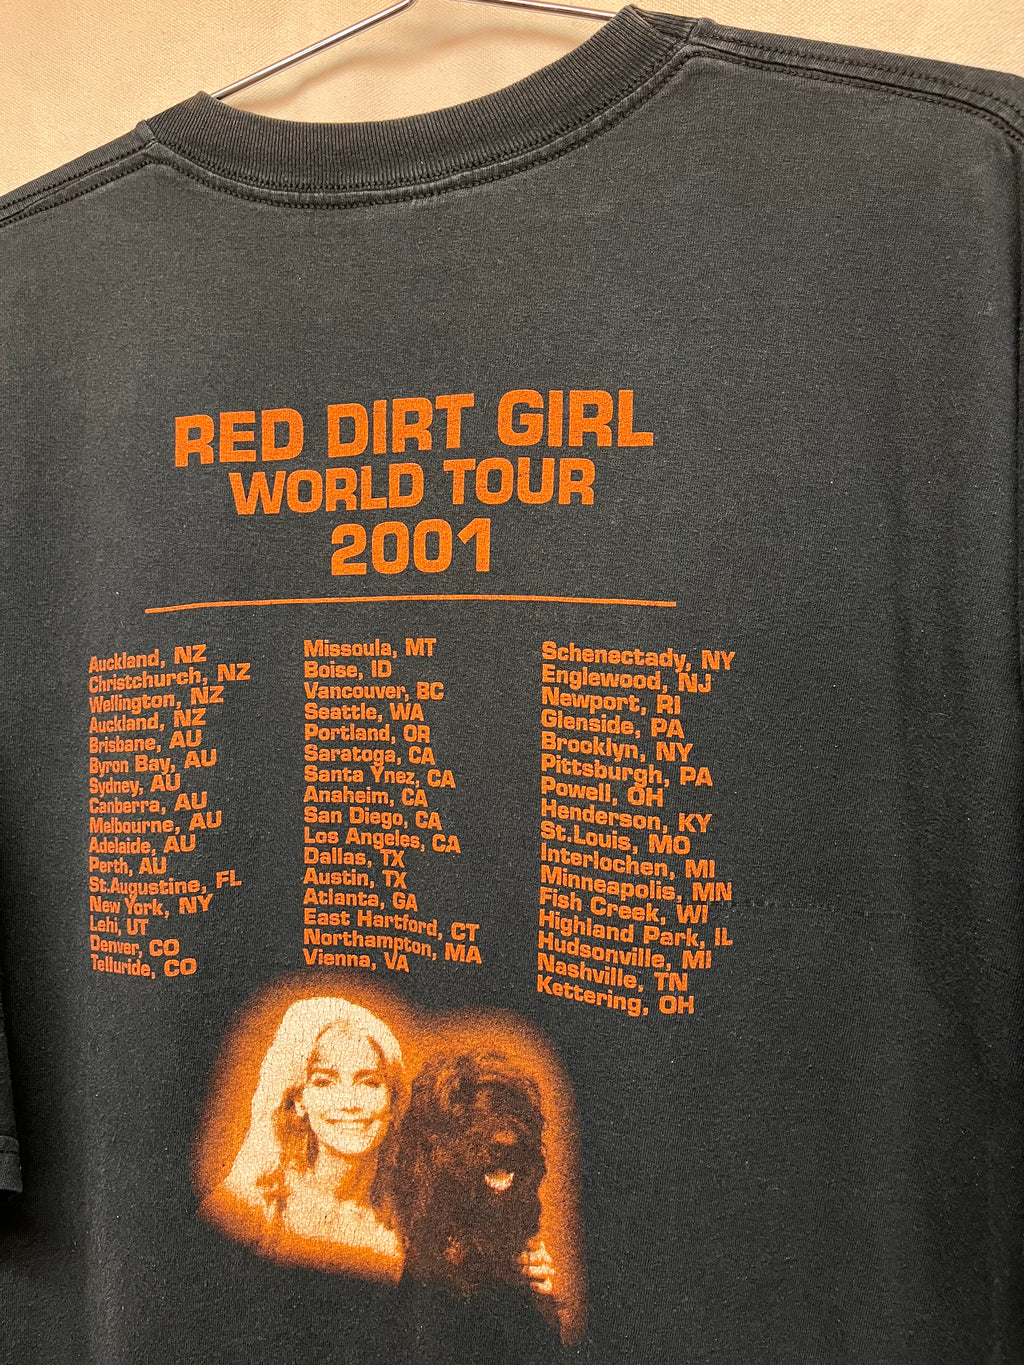 RED DIRT GIRL
WORLD TOUR
2001
Auckland, NZ
Christchurch, NZ
Wellington, NZ
Auckland, NZ
Brisbane, AU
Byron Bay, AU
Sydney, AU
Canberra, AU
Melbourne, AU
Adelaide, AU
Perth, AU
St.Augustine, FL
New York, NY
Lehi, UT
Denver, CO
Telluride, CO
Missoula, MT
Boise, ID
Vancouver, BC
Seattle, WA
Portland, OR
Saratoga, CA
Santa Ynez, CA
Anaheim, CA
San Diego, CA
Los Angeles, CA
Dallas, TX
Austin, TX
Atlanta, GA
East Hartford, CT
Northampton, MA
Vienna, VA
Schenectady, NY
Englewood, NJ
Newport, RI
Glenside, PA
Brooklyn, NY
Pittsburgh, PA
Powell, OH
Henderson, KY
St.Louis, MO
Interlochen, MI
Minneapolis, MN
Fish Creek, WI
Highland Park, IL
Hudsonville, MI
Nashville, TN
Kettering, OH